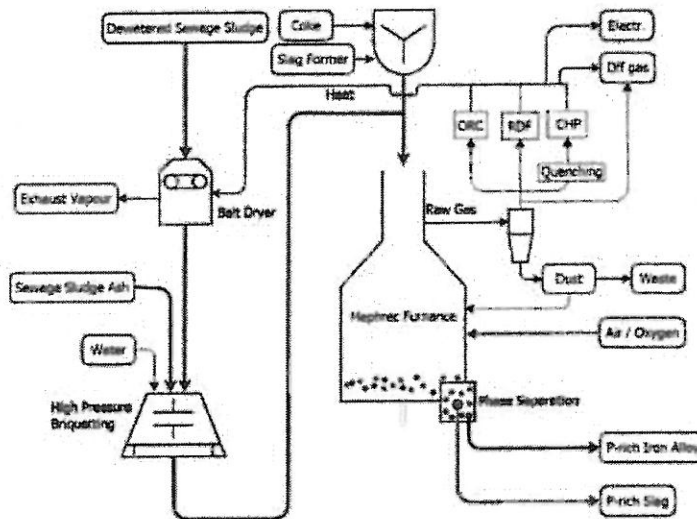 Dewatered Sewage Sludge
Coke
Slag Former
Electr.
Off gas
Heat
ORC
RDF
CHP
Quenching
Exhaust Vapour
Belt Dryer
Raw Gas
Dust
Waste
Sewage Sludge Ash
Mephrec Furnance
Air / Oxygen
Water
High Pressure
Briquetting
Phase Separation
P-rich Iron Alloy
P-rich Slag